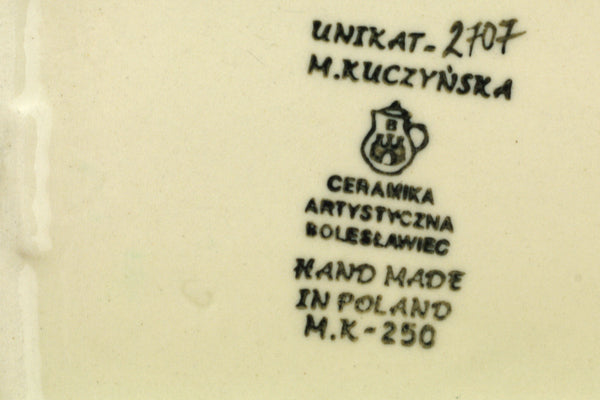 UNIKAT-2707
M.KUCZYŃSKA
B
CERAMIKA
ARTYSTYCZNA
BOLESŁAWIEC
HAND MADE
IN POLAND
M.K-250